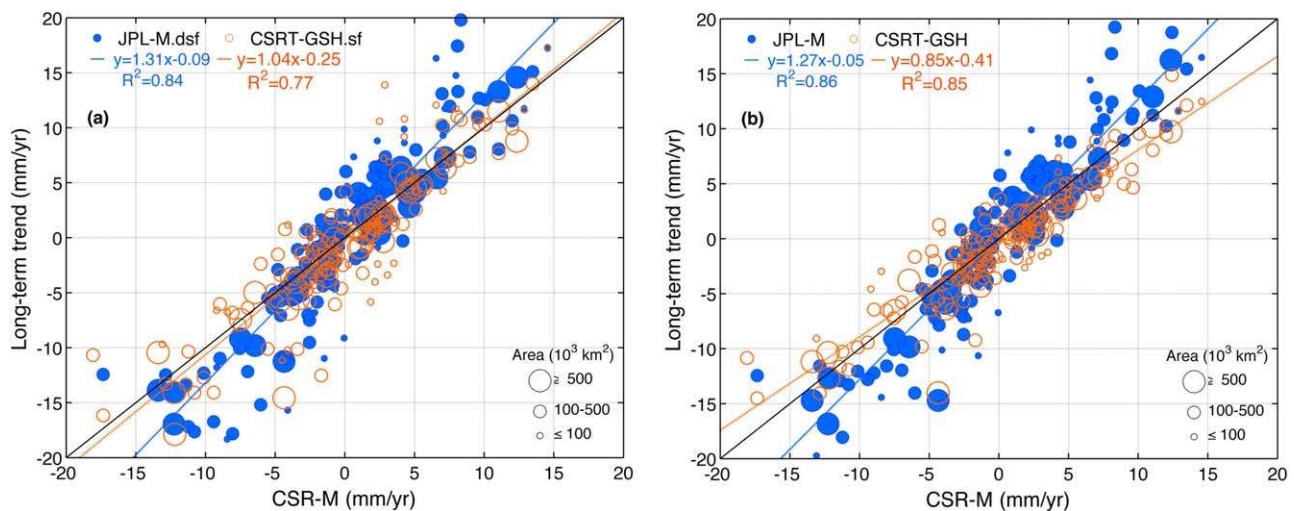 20
15
10
5
0
-5
-10
-15
-20
Long-term trend (mm/yr)
JPL-M.dsf CSRT-GSH.sf
y=1.31x-0.09 y=1.04x-0.25
R²=0.84 R²=0.77
(a)
Area (10³ km²)
≥ 500
100-500
≤ 100
-20 -15 -10 -5 0 5 10 15 20
CSR-M (mm/yr)
20
15
10
5
0
-5
-10
-15
-20
Long-term trend (mm/yr)
JPL-M CSRT-GSH
y=1.27x-0.05 y=0.85x-0.41
R²=0.86 R²=0.85
(b)
Area (10³ km²)
≥ 500
100-500
≤ 100
-20 -15 -10 -5 0 5 10 15 20
CSR-M (mm/yr)